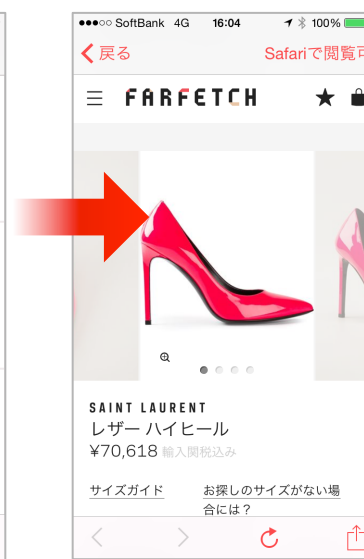 SoftBank 4G 16:04 100%
戻る Safariで閲覧
FARFETCH
SAINT LAURENT
レザー ハイヒール
¥70,618 輸入関税込み
サイズガイド お探しのサイズがない場
合には？